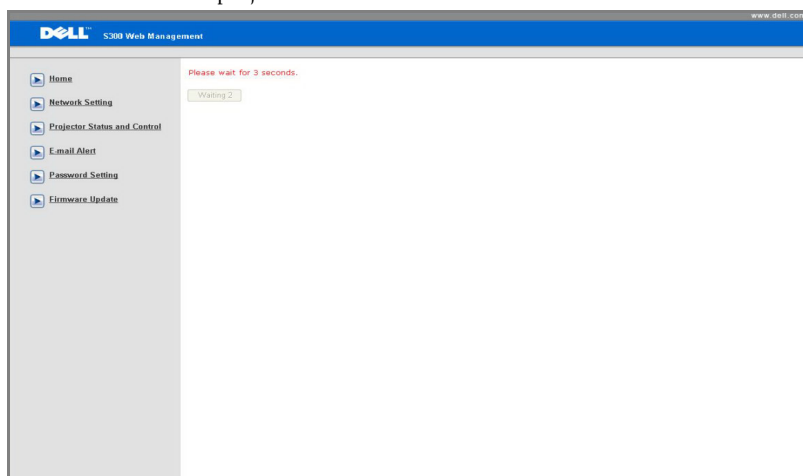 www.dell.com
DELL™ S300 Web Management
Home
Network Setting
Projector Status and Control
E-mail Alert
Password Setting
Firmware Update
Please wait for 3 seconds.
Waiting 2